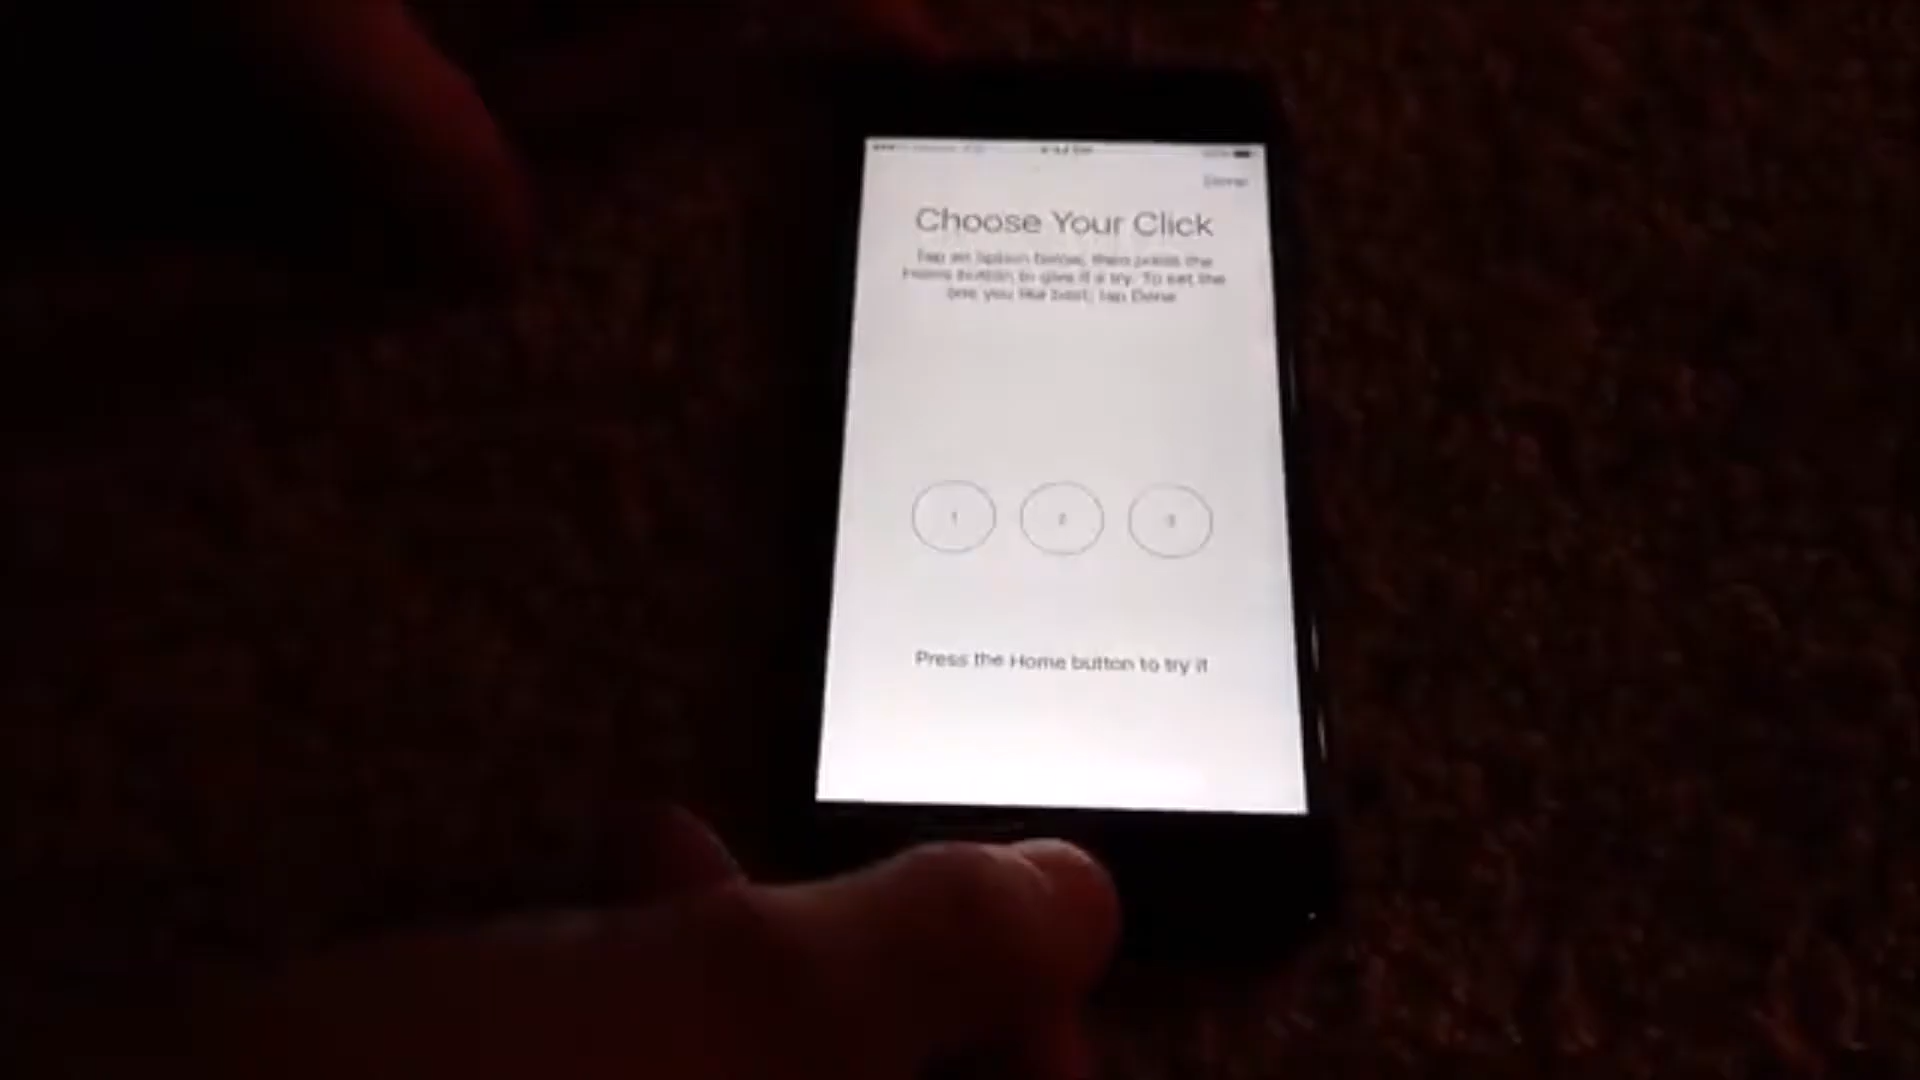 Done
Choose Your Click
Tap an option below, then press the
Home button to give it a try. To set the
one you like best, tap Done.
1 2 3
Press the Home button to try it